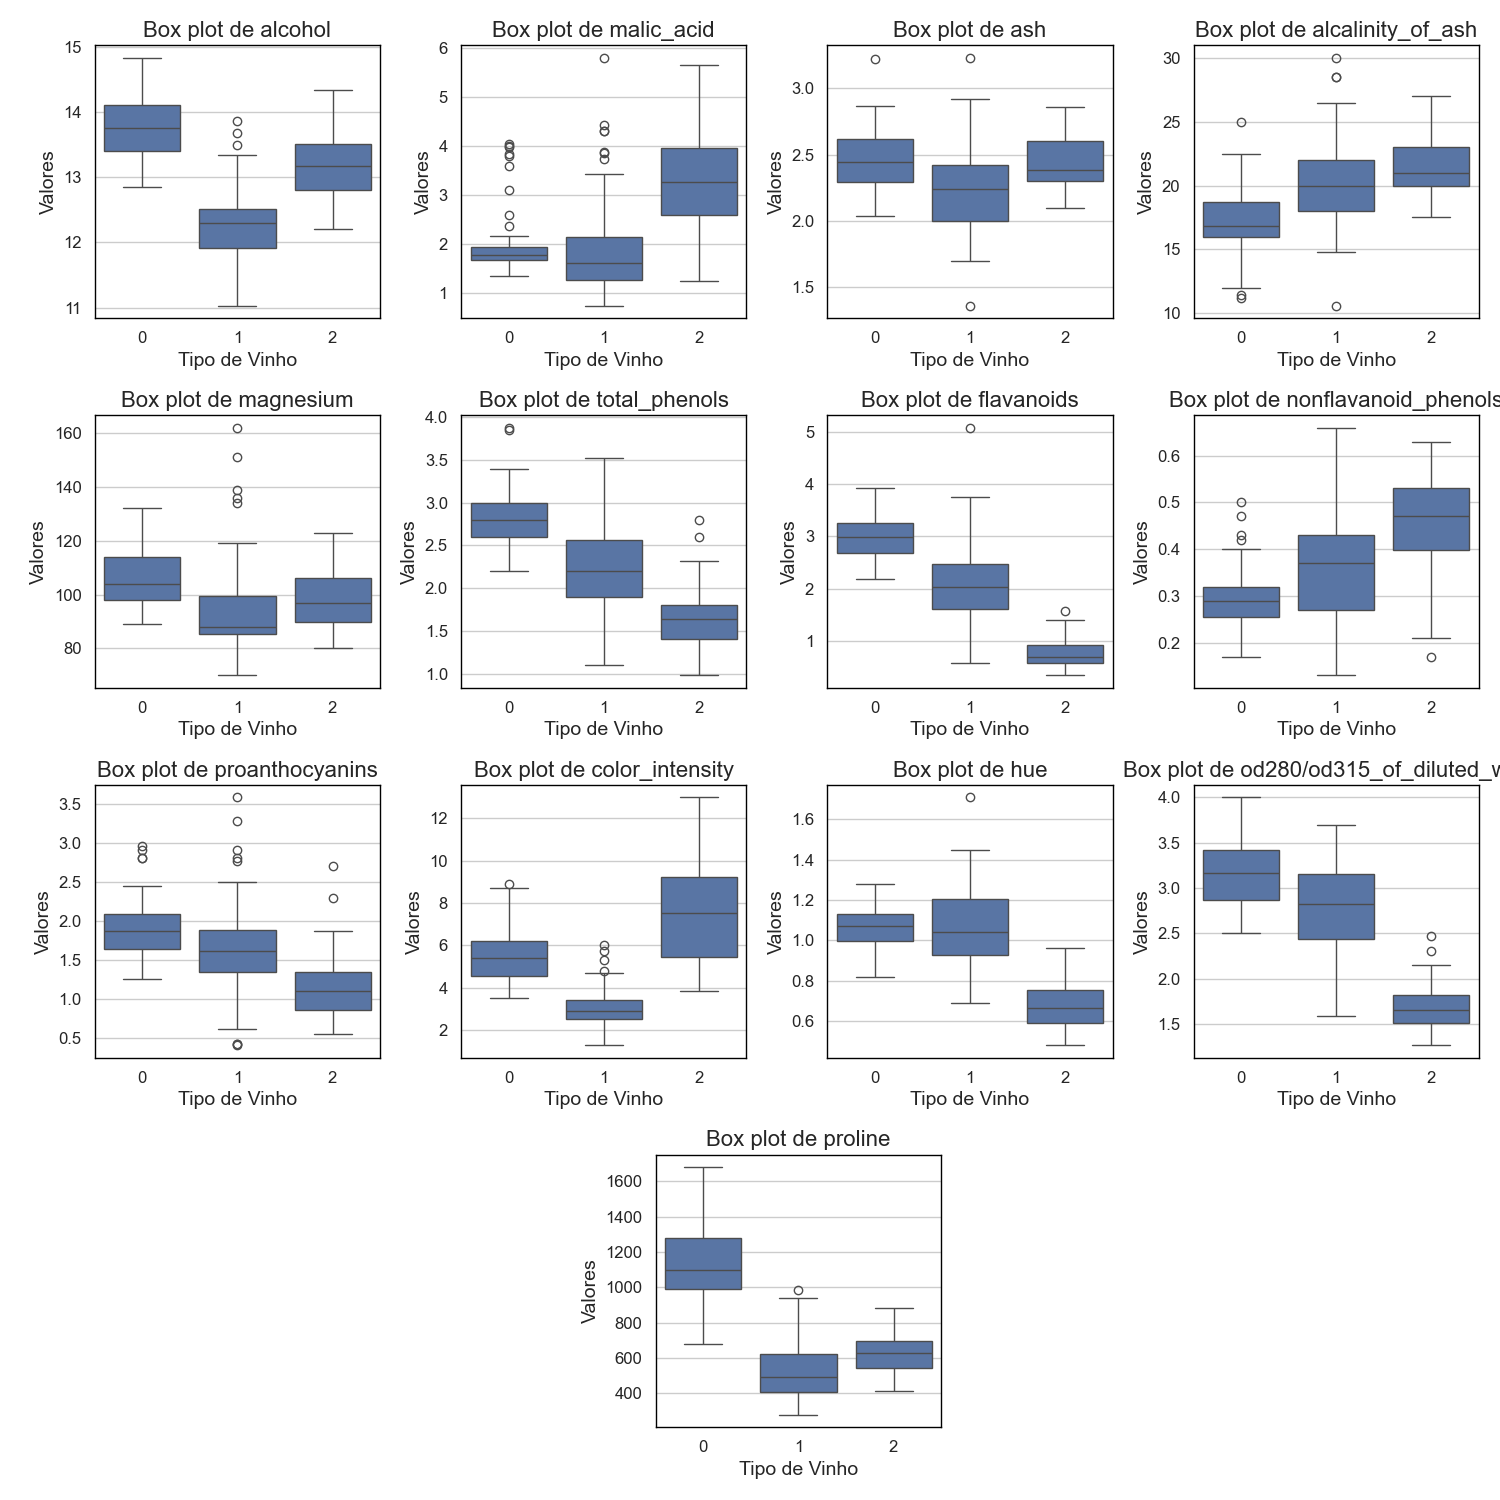 Box plot de alcohol
Valores
15
14
13
12
11
0 1 2
Tipo de Vinho
Box plot de malic_acid
Valores
6
5
4
3
2
1
0 1 2
Tipo de Vinho
Box plot de ash
Valores
3.0
2.5
2.0
1.5
0 1 2
Tipo de Vinho
Box plot de alcalinity_of_ash
Valores
30
25
20
15
10
0 1 2
Tipo de Vinho
Box plot de magnesium
Valores
160
140
120
100
80
0 1 2
Tipo de Vinho
Box plot de total_phenols
Valores
4.0
3.5
3.0
2.5
2.0
1.5
1.0
0 1 2
Tipo de Vinho
Box plot de flavanoids
Valores
5
4
3
2
1
0 1 2
Tipo de Vinho
Box plot de nonflavanoid_phenols
Valores
0.6
0.5
0.4
0.3
0.2
0 1 2
Tipo de Vinho
Box plot de proanthocyanins
Valores
3.5
3.0
2.5
2.0
1.5
1.0
0.5
0 1 2
Tipo de Vinho
Box plot de color_intensity
Valores
12
10
8
6
4
2
0 1 2
Tipo de Vinho
Box plot de hue
Valores
1.6
1.4
1.2
1.0
0.8
0.6
0 1 2
Tipo de Vinho
Box plot de od280/od315_of_diluted_w
Valores
4.0
3.5
3.0
2.5
2.0
1.5
0 1 2
Tipo de Vinho
Box plot de proline
Valores
1600
1400
1200
1000
800
600
400
0 1 2
Tipo de Vinho